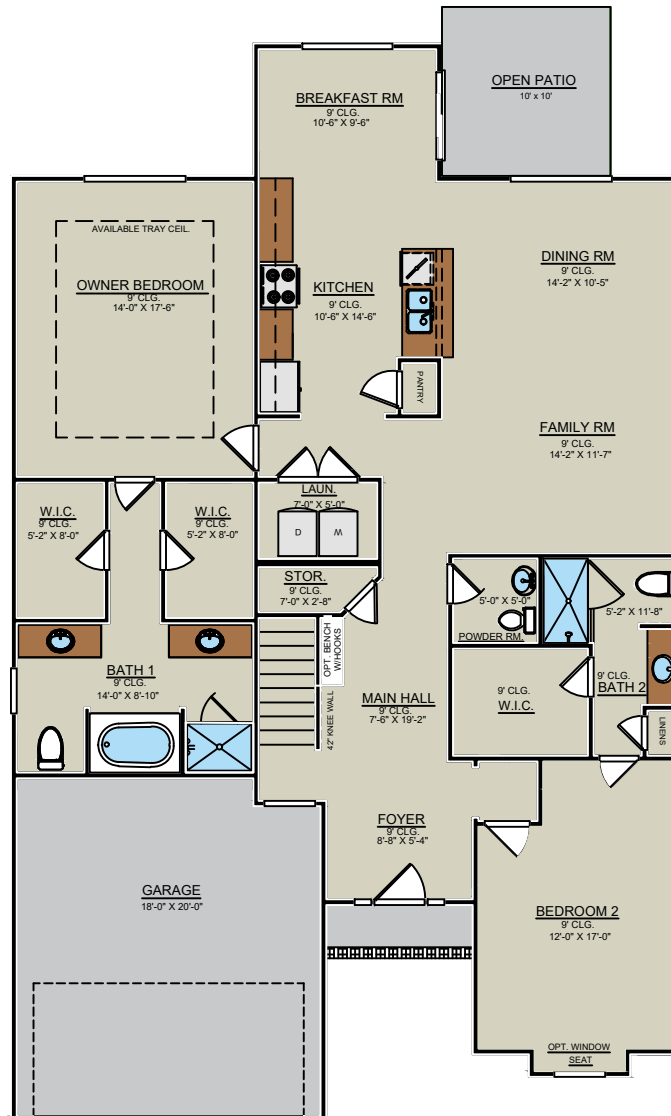 OPEN PATIO
10' x 10'
BREAKFAST RM
9' CLG.
10'-6" X 9'-6"
AVAILABLE TRAY CEIL.
OWNER BEDROOM
9' CLG.
14'-0" X 17'-6"
KITCHEN
9' CLG.
10'-6" X 14'-6"
DINING RM
9' CLG.
14'-2" X 10'-5"
PANTRY
FAMILY RM
9' CLG.
14'-2" X 11'-7"
W.I.C.
9' CLG.
5'-2" X 8'-0"
W.I.C.
9' CLG.
5'-2" X 8'-0"
LAUN.
7'-0" X 5'-0"
D
W
STOR.
9' CLG.
7'-0" X 2'-8"
5'-0" X 5'-0"
POWDER RM.
5'-2" X 11'-8"
OPT. BENCH
W/HOOKS
42" KNEE WALL
BATH 1
9' CLG.
14'-0" X 8'-10"
MAIN HALL
9' CLG.
7'-6" X 19'-2"
9' CLG.
W.I.C.
9' CLG.
BATH 2
LINENS
FOYER
9' CLG.
8'-8" X 5'-4"
GARAGE
18'-0" X 20'-0"
BEDROOM 2
9' CLG.
12'-0" X 17'-0"
OPT. WINDOW
SEAT